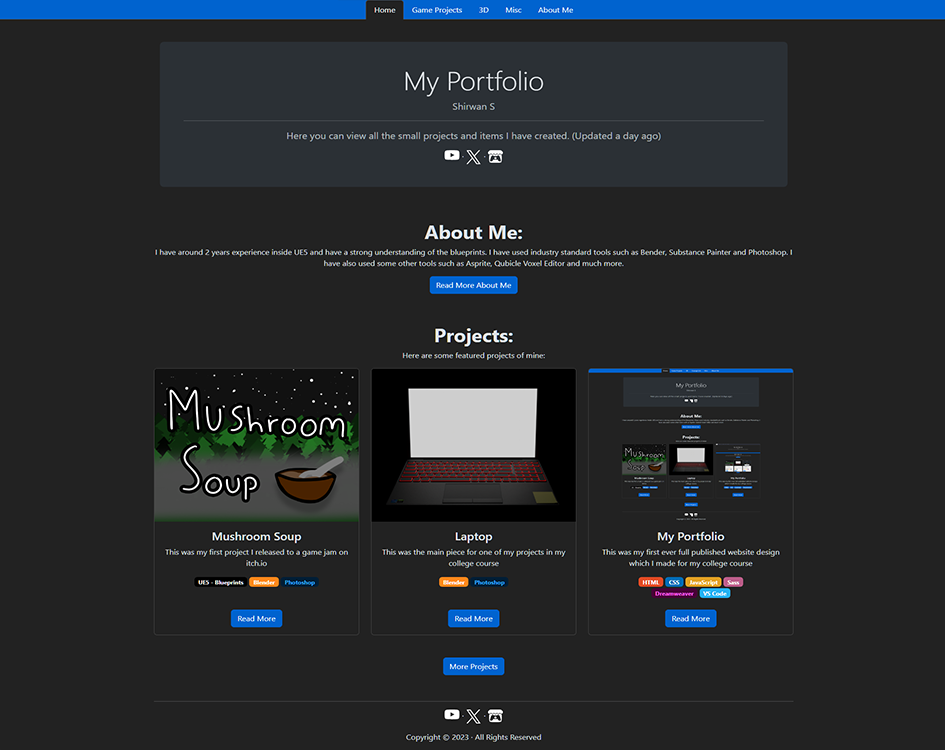 Home Game Projects 3D Misc About Me
My Portfolio
Shirwan S
Here you can view all the small projects and items I have created. (Updated a day ago)
About Me:
I have around 2 years experience inside UE5 and have a strong understanding of the blueprints. I have used industry standard tools such as Bender, Substance Painter and Photoshop. I
have also used some other tools such as Asprite, Qubicle Voxel Editor and much more.
Read More About Me
Projects:
Here are some featured projects of mine:
Mushroom
Soup
Mushroom Soup
This was my first project I released to a game jam on
itch.io
UE5 - Blueprints Blender Photoshop
Read More
Laptop
This was the main piece for one of my projects in my
college course
Blender Photoshop
Read More
My Portfolio
About Me:
Projects:
Mushroom
Soup
My Portfolio
This was my first ever full published website design
which I made for my college course
HTML CSS JavaScript Sass
Dreamweaver VS Code
Read More
More Projects
Copyright © 2023 · All Rights Reserved